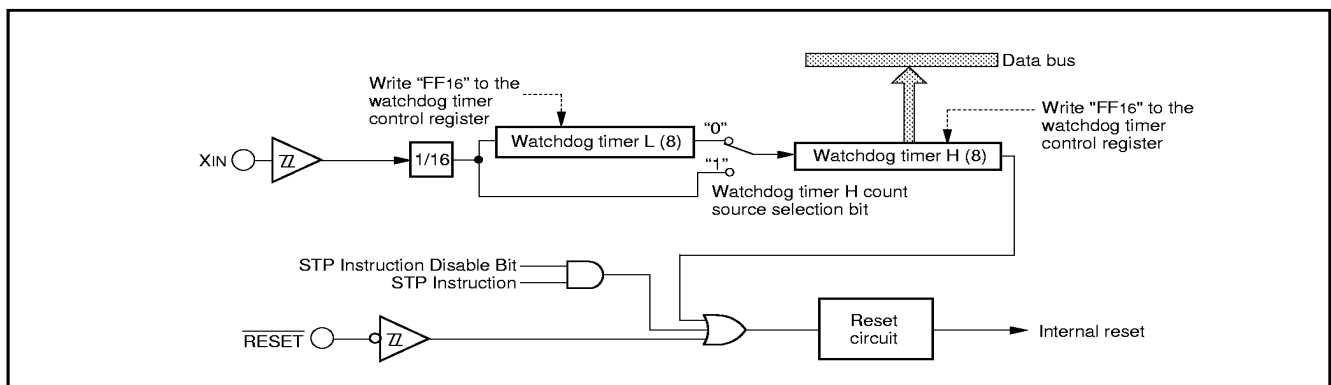 Data bus
Write “FF16” to the
watchdog timer
control register
Write “FF16” to the
watchdog timer
control register
XIN
1/16
Watchdog timer L (8)
“0”
“1”
Watchdog timer H (8)
Watchdog timer H count
source selection bit
STP Instruction Disable Bit
STP Instruction
RESET
Reset
circuit
Internal reset